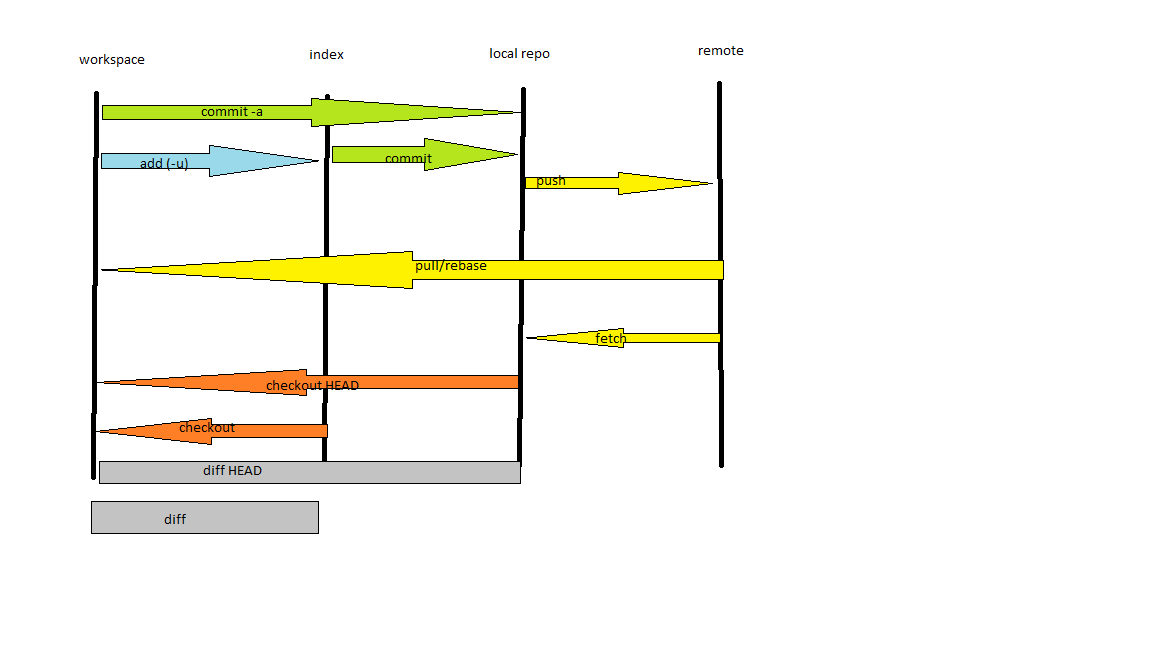 workspace
index
local repo
remote
commit -a
add (-u)
commit
push
pull/rebase
fetch
checkout HEAD
checkout
diff HEAD
diff